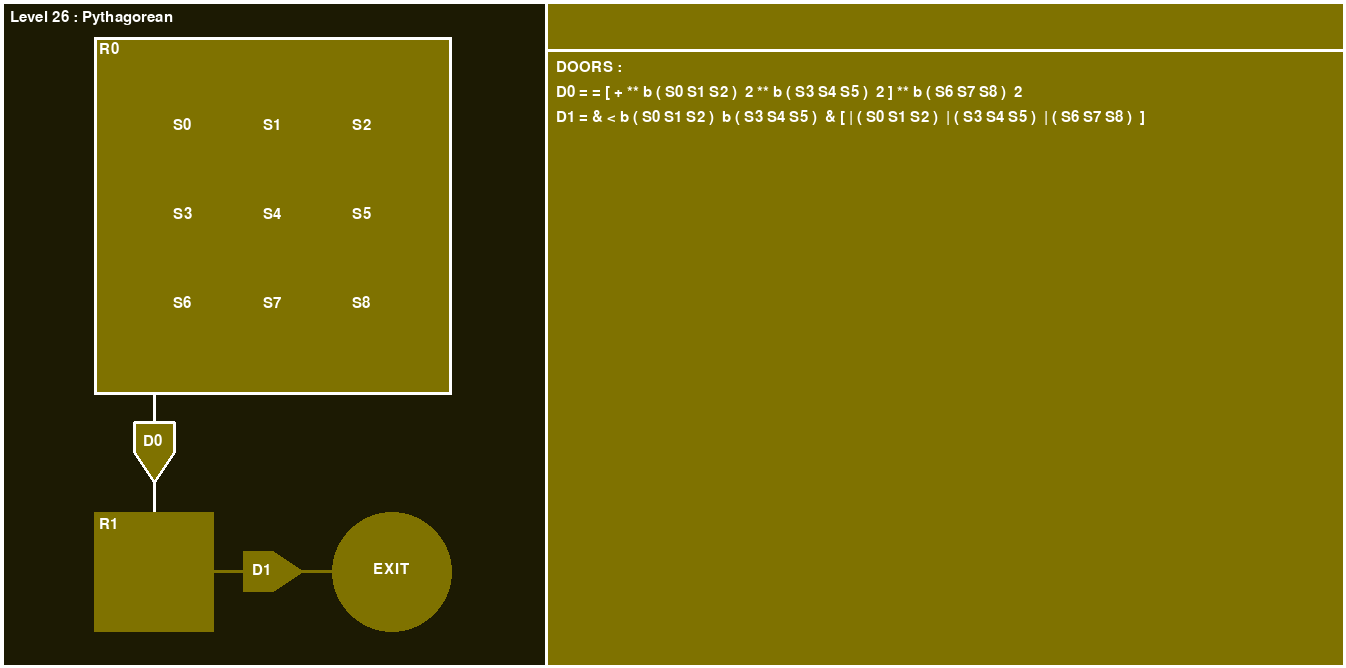 Level 26 : Pythagorean
R0
S0 S1 S2
S3 S4 S5
S6 S7 S8
D0
R1
D1
EXIT
DOORS :
D0 = = [ + ** b ( S0 S1 S2 ) 2 ** b ( S3 S4 S5 ) 2 ] ** b ( S6 S7 S8 ) 2
D1 = & < b ( S0 S1 S2 ) b ( S3 S4 S5 ) & [ | ( S0 S1 S2 ) | ( S3 S4 S5 ) | ( S6 S7 S8 ) ]